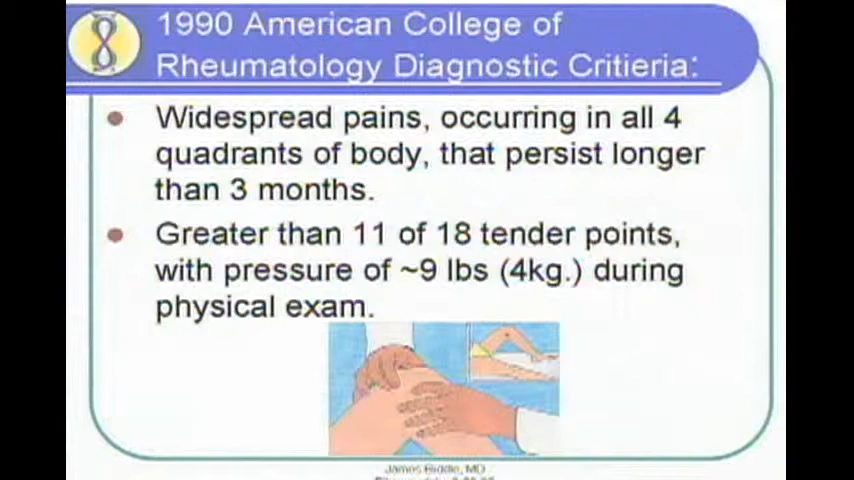 1990 American College of
Rheumatology Diagnostic Critieria:
Widespread pains, occurring in all 4
quadrants of body, that persist longer
than 3 months.
Greater than 11 of 18 tender points,
with pressure of ~9 lbs (4kg.) during
physical exam.
James Biddle, MD